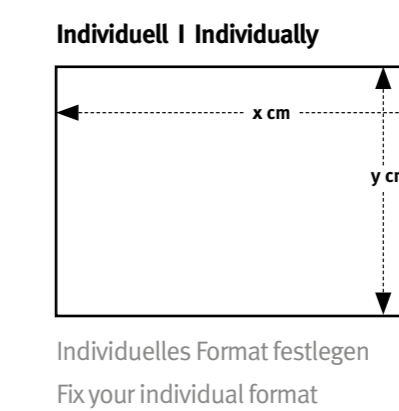 Individuell I Individually
x cm
y
Individuelles Format festlegen
Fix your individual format